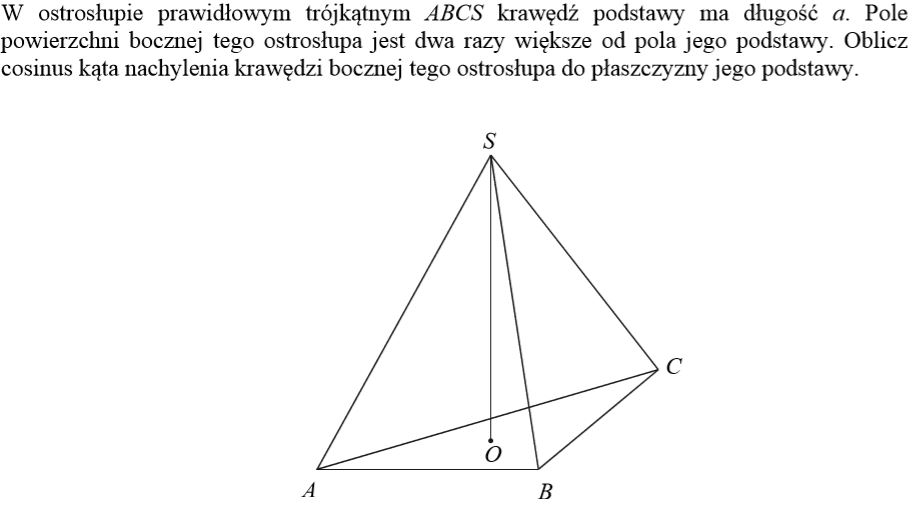 W ostrosłupie prawidłowym trójkątnym ABCS krawędź podstawy ma długość a. Pole
powierzchni bocznej tego ostrosłupa jest dwa razy większe od pola jego podstawy. Oblicz
cosinus kąta nachylenia krawędzi bocznej tego ostrosłupa do płaszczyzny jego podstawy.
S
C
O
A
B